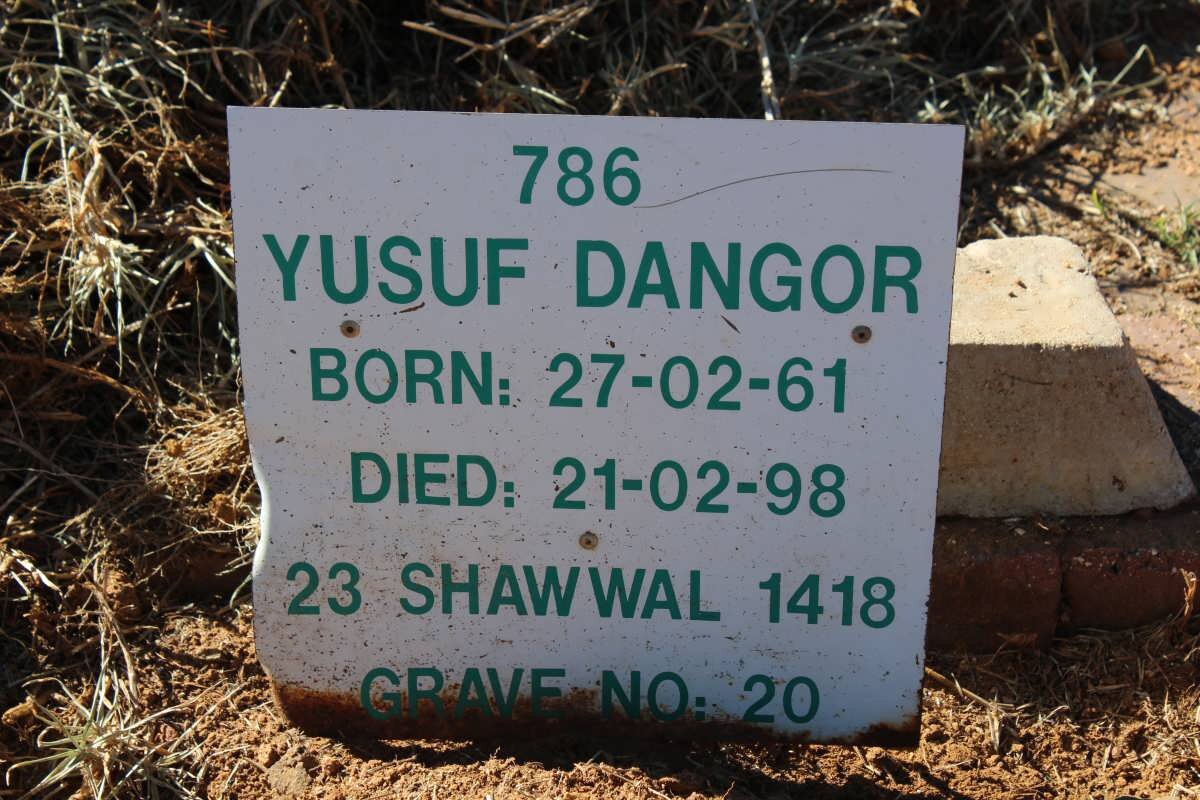 786
YUSUF DANGOR
BORN: 27-02-61
DIED: 21-02-98
23 SHAWWAL 1418
GRAVE NO: 20